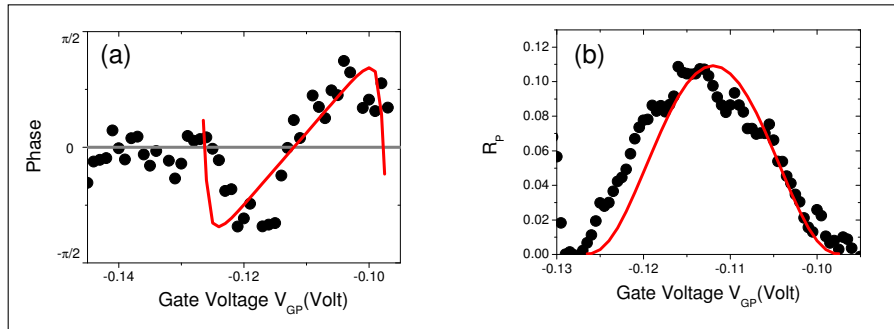 (a)
π/2
0
-π/2
Phase
-0.14
-0.12
-0.10
Gate Voltage V_GP(Volt)
(b)
0.12
0.10
0.08
0.06
0.04
0.02
0.00
R_P
-0.13
-0.12
-0.11
-0.10
Gate Voltage V_GP(Volt)